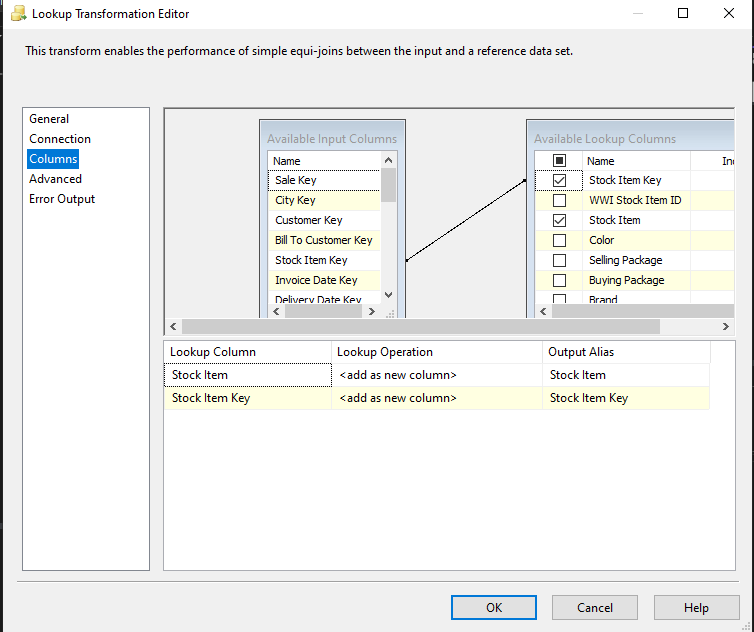 Lookup Transformation Editor
This transform enables the performance of simple equi-joins between the input and a reference data set.
General
Connection
Columns
Advanced
Error Output
Available Input Columns
Name
Sale Key
City Key
Customer Key
Bill To Customer Key
Stock Item Key
Invoice Date Key
Delivery Date Key
Available Lookup Columns
Name
Stock Item Key
WWI Stock Item ID
Stock Item
Color
Selling Package
Buying Package
Brand
Lookup Column Lookup Operation Output Alias
Stock Item <add as new column> Stock Item
Stock Item Key <add as new column> Stock Item Key
OK Cancel Help